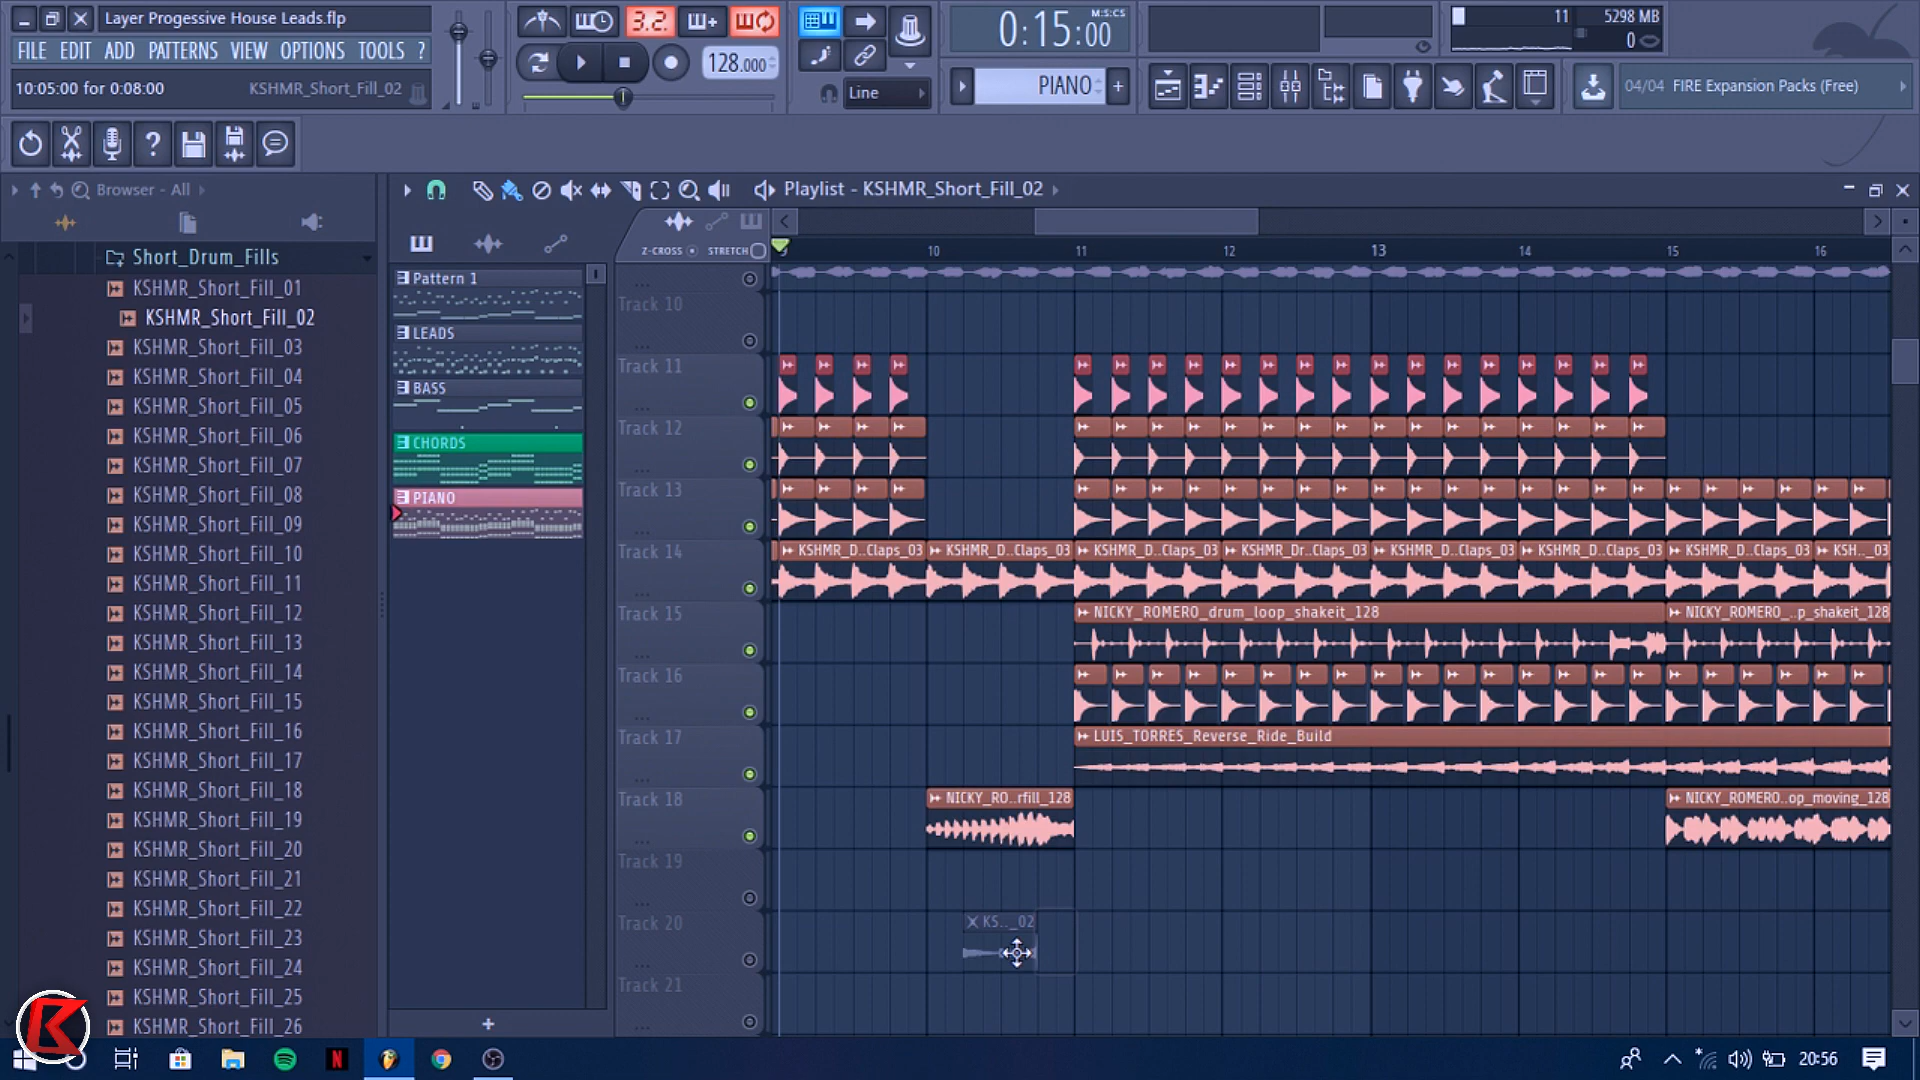 Layer Progessive House Leads.flp
FILE EDIT ADD PATTERNS VIEW OPTIONS TOOLS ?
10:05:00 for 0:08:00 KSHMR_Short_Fill_02
3.2.
128.000
Line
0:15:00
M:S:CS
PIANO
11 5298 MB
0
04/04 FIRE Expansion Packs (Free)
Browser - All
Playlist - KSHMR_Short_Fill_02
Z-CROSS STRETCH
9 10 11 12 13 14 15 16
Short_Drum_Fills
KSHMR_Short_Fill_01
KSHMR_Short_Fill_02
KSHMR_Short_Fill_03
KSHMR_Short_Fill_04
KSHMR_Short_Fill_05
KSHMR_Short_Fill_06
KSHMR_Short_Fill_07
KSHMR_Short_Fill_08
KSHMR_Short_Fill_09
KSHMR_Short_Fill_10
KSHMR_Short_Fill_11
KSHMR_Short_Fill_12
KSHMR_Short_Fill_13
KSHMR_Short_Fill_14
KSHMR_Short_Fill_15
KSHMR_Short_Fill_16
KSHMR_Short_Fill_17
KSHMR_Short_Fill_18
KSHMR_Short_Fill_19
KSHMR_Short_Fill_20
KSHMR_Short_Fill_21
KSHMR_Short_Fill_22
KSHMR_Short_Fill_23
KSHMR_Short_Fill_24
KSHMR_Short_Fill_25
KSHMR_Short_Fill_26
Pattern 1
LEADS
BASS
CHORDS
PIANO
+
Track 10
Track 11
Track 12
Track 13
Track 14
KSHMR_D..Claps_03 KSHMR_D..Claps_03 KSHMR_D..Claps_03 KSHMR_Dr..Claps_03 KSHMR_D..Claps_03 KSHMR_D..Claps_03 KSHMR_D..Claps_03 KSH.._03
Track 15
NICKY_ROMERO_drum_loop_shakeit_128 NICKY_ROMERO_..p_shakeit_128
Track 16
Track 17
LUIS_TORRES_Reverse_Ride_Build
Track 18
NICKY_RO..rfill_128 NICKY_ROMERO..op_moving_128
Track 19
Track 20
KS.._02
Track 21
K
N
20:56